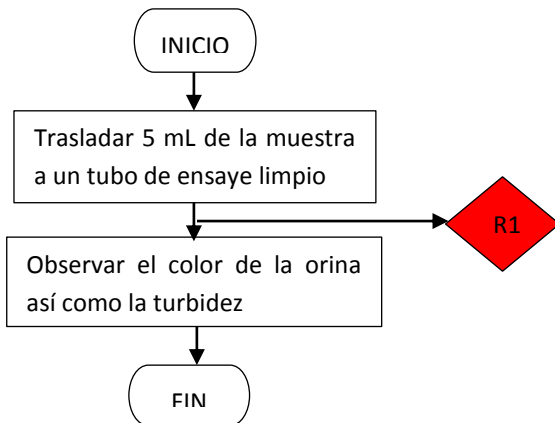 INICIO
Trasladar 5 mL de la muestra
a un tubo de ensaye limpio
R1
Observar el color de la orina
así como la turbidez
FIN